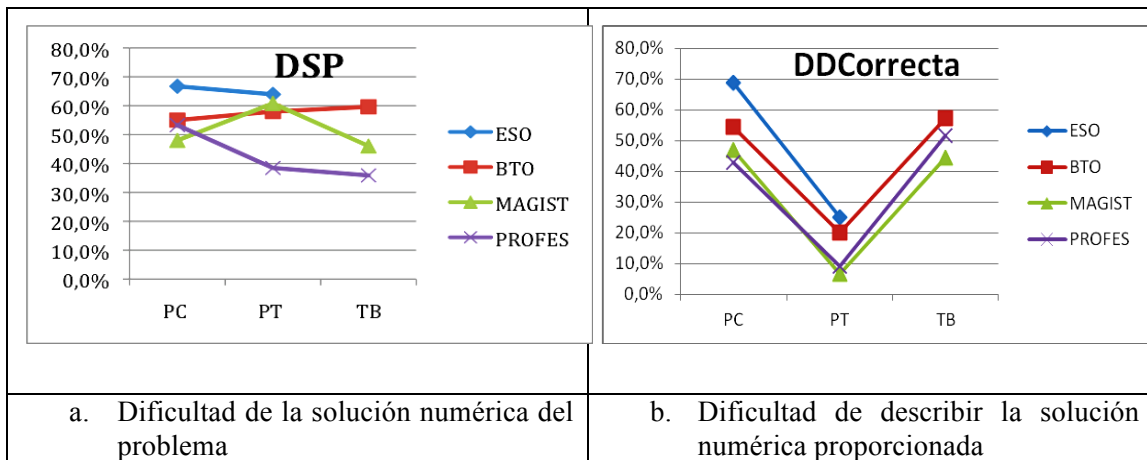 DSP
80,0%
70,0%
60,0%
50,0%
40,0%
30,0%
20,0%
10,0%
0,0%
PC PT TB
ESO
BTO
MAGIST
PROFES
DDCorrecta
80,0%
70,0%
60,0%
50,0%
40,0%
30,0%
20,0%
10,0%
0,0%
PC PT TB
ESO
BTO
MAGIST
PROFES
a. Dificultad de la solución numérica del
problema
b. Dificultad de describir la solución
numérica proporcionada